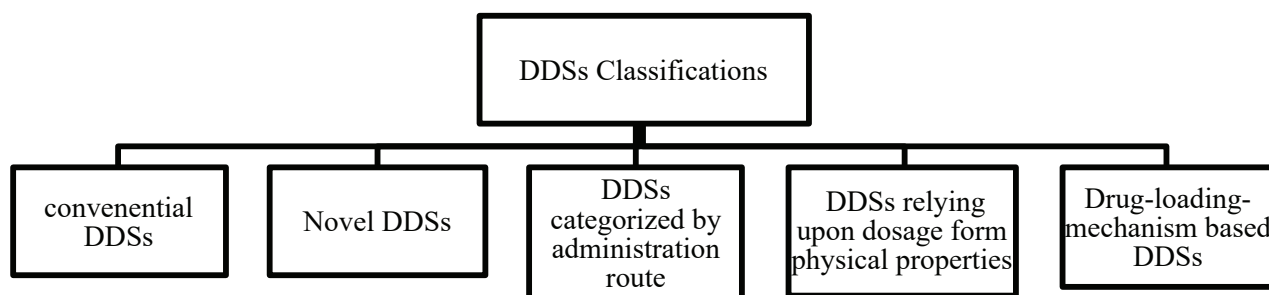 DDSs Classifications
convenential
DDSs
Novel DDSs
DDSs
categorized by
administration
route
DDSs relying
upon dosage form
physical properties
Drug-loading-
mechanism based
DDSs